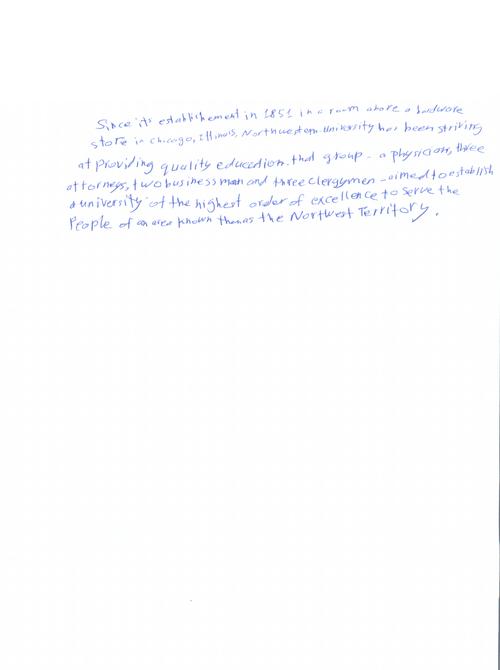 Since its establishement in 1851 in a room above a hardware
store in Chicago, Illinois, Northwestern University has been striving
at providing quality education. that group - a physician, three
attorneys, two business man and three clergymen - aimed to establish
a university of the highest order of excellence to serve the
People of an area known then as the Northwest Territory.